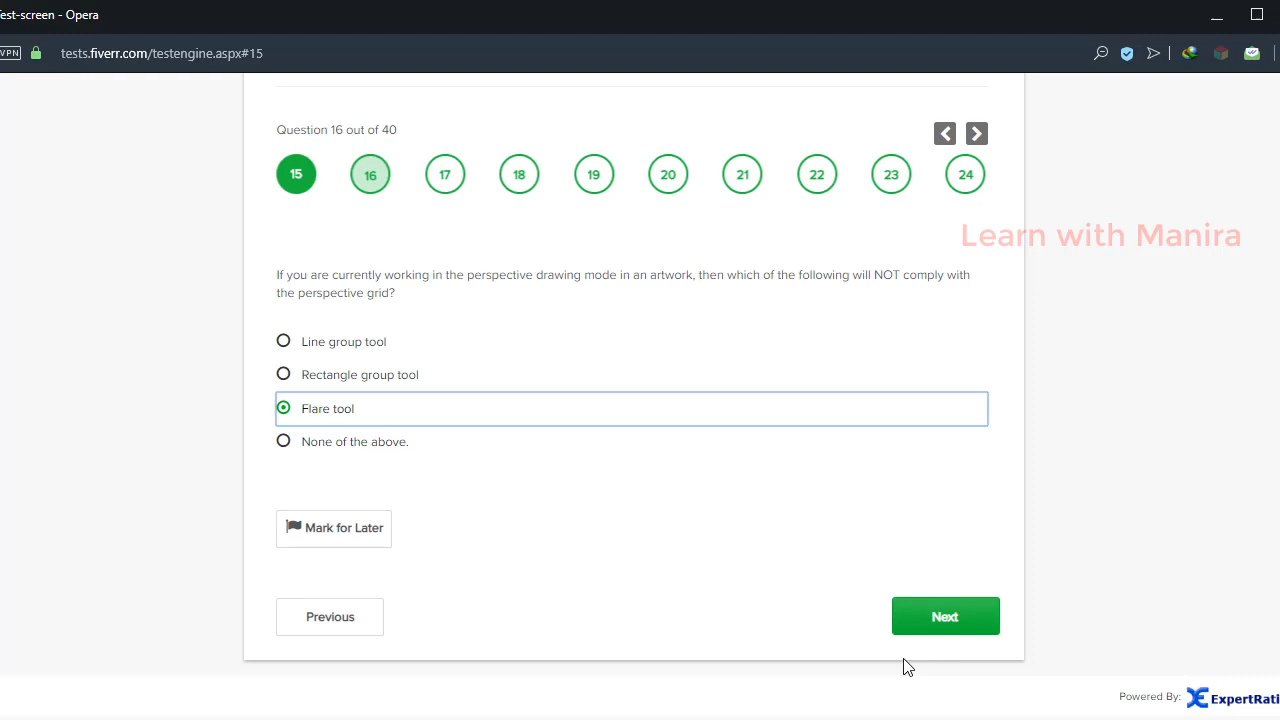 Test-screen - Opera
VPN
tests.fiverr.com/testengine.aspx#15
Question 16 out of 40
15 16 17 18 19 20 21 22 23 24
Learn with Manira
If you are currently working in the perspective drawing mode in an artwork, then which of the following will NOT comply with
the perspective grid?
Line group tool
Rectangle group tool
Flare tool
None of the above.
Mark for Later
Previous
Next
Powered By:
ExpertRati